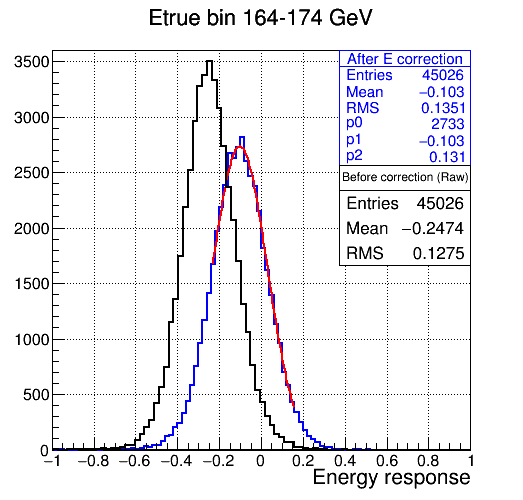 Etrue bin 164-174 GeV
After E correction
Entries 45026
Mean −0.103
RMS 0.1351
p0 2733
p1 −0.103
p2 0.131
Before correction (Raw)
Entries 45026
Mean −0.2474
RMS 0.1275
3500
3000
2500
2000
1500
1000
500
0
−1 −0.8 −0.6 −0.4 −0.2 0 0.2 0.4 0.6 0.8 1
Energy response